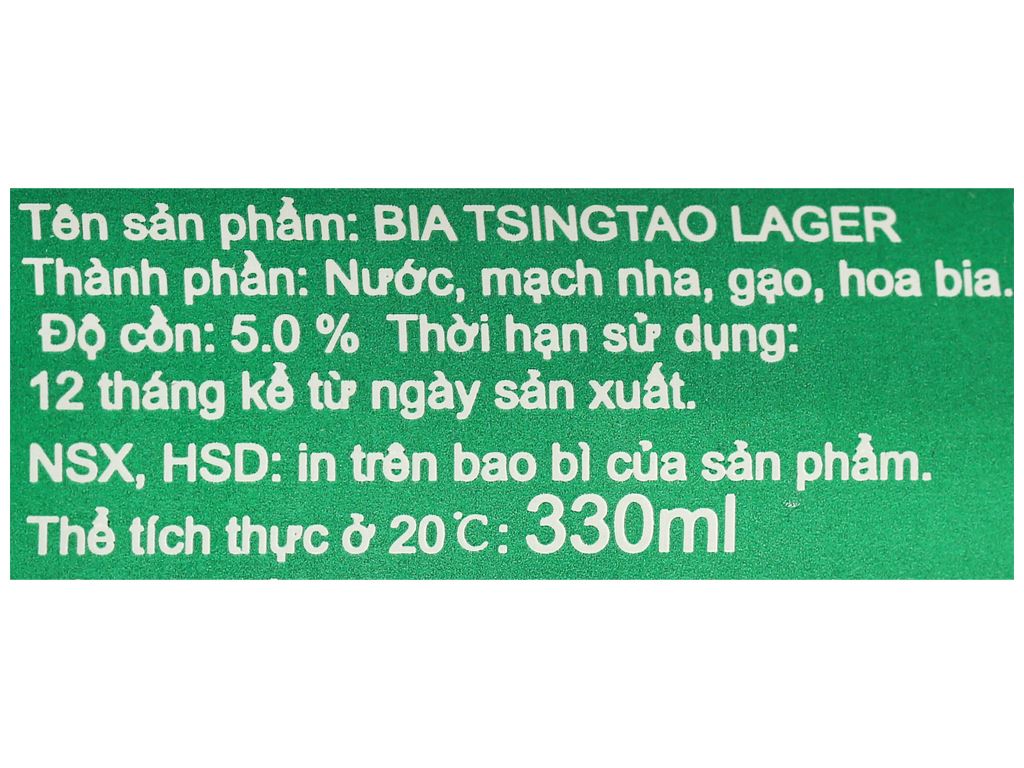 Tên sản phẩm: BIA TSINGTAO LAGER
Thành phần: Nước, mạch nha, gạo, hoa bia.
Độ cồn: 5.0 % Thời hạn sử dụng:
12 tháng kể từ ngày sản xuất.
NSX, HSD: in trên bao bì của sản phẩm.
Thể tích thực ở 20℃: 330ml